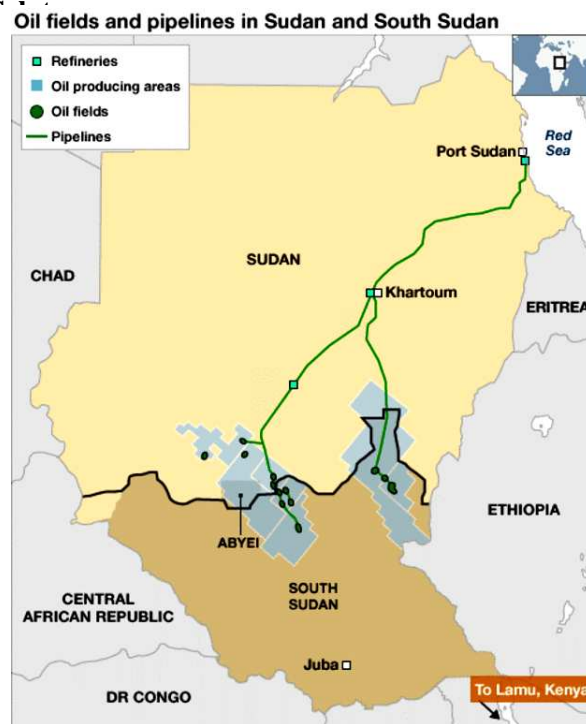 Oil fields and pipelines in Sudan and South Sudan
Refineries
Oil producing areas
Oil fields
Pipelines
Red
Sea
Port Sudan
SUDAN
CHAD
Khartoum
ERITREA
ETHIOPIA
ABYEI
SOUTH
SUDAN
CENTRAL
AFRICAN REPUBLIC
Juba
To Lamu, Kenya
DR CONGO